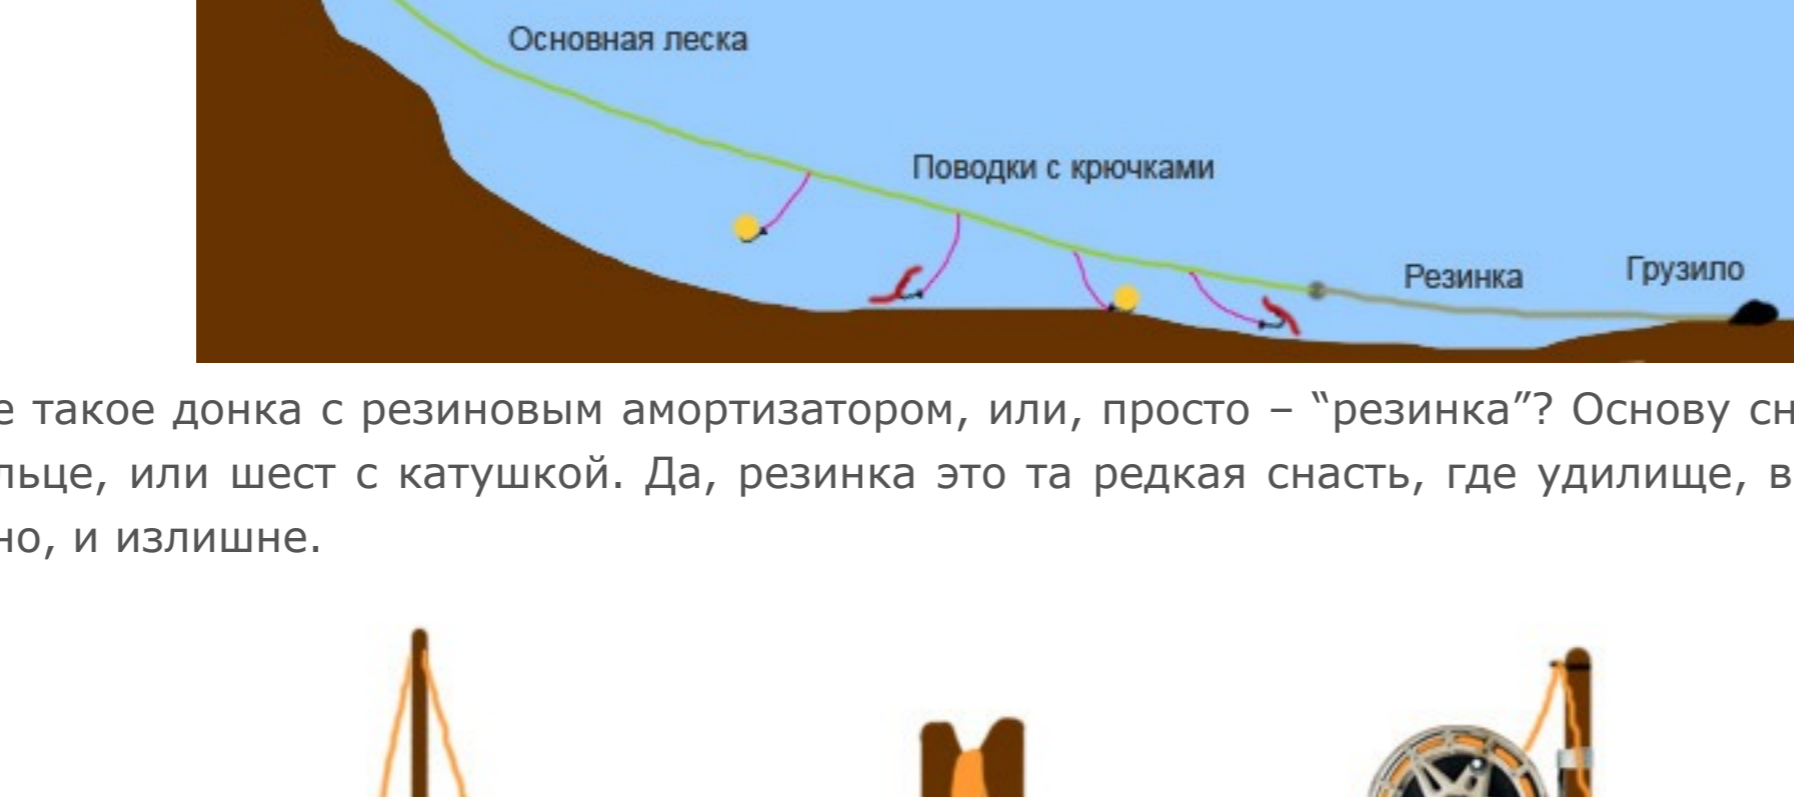 Основная леска
Поводки с крючками
Резинка
Грузило
е такое донка с резиновым амортизатором, или, просто – “резинка”? Основу сн
льце, или шест с катушкой. Да, резинка это та редкая снасть, где удилище, в
но, и излишне.